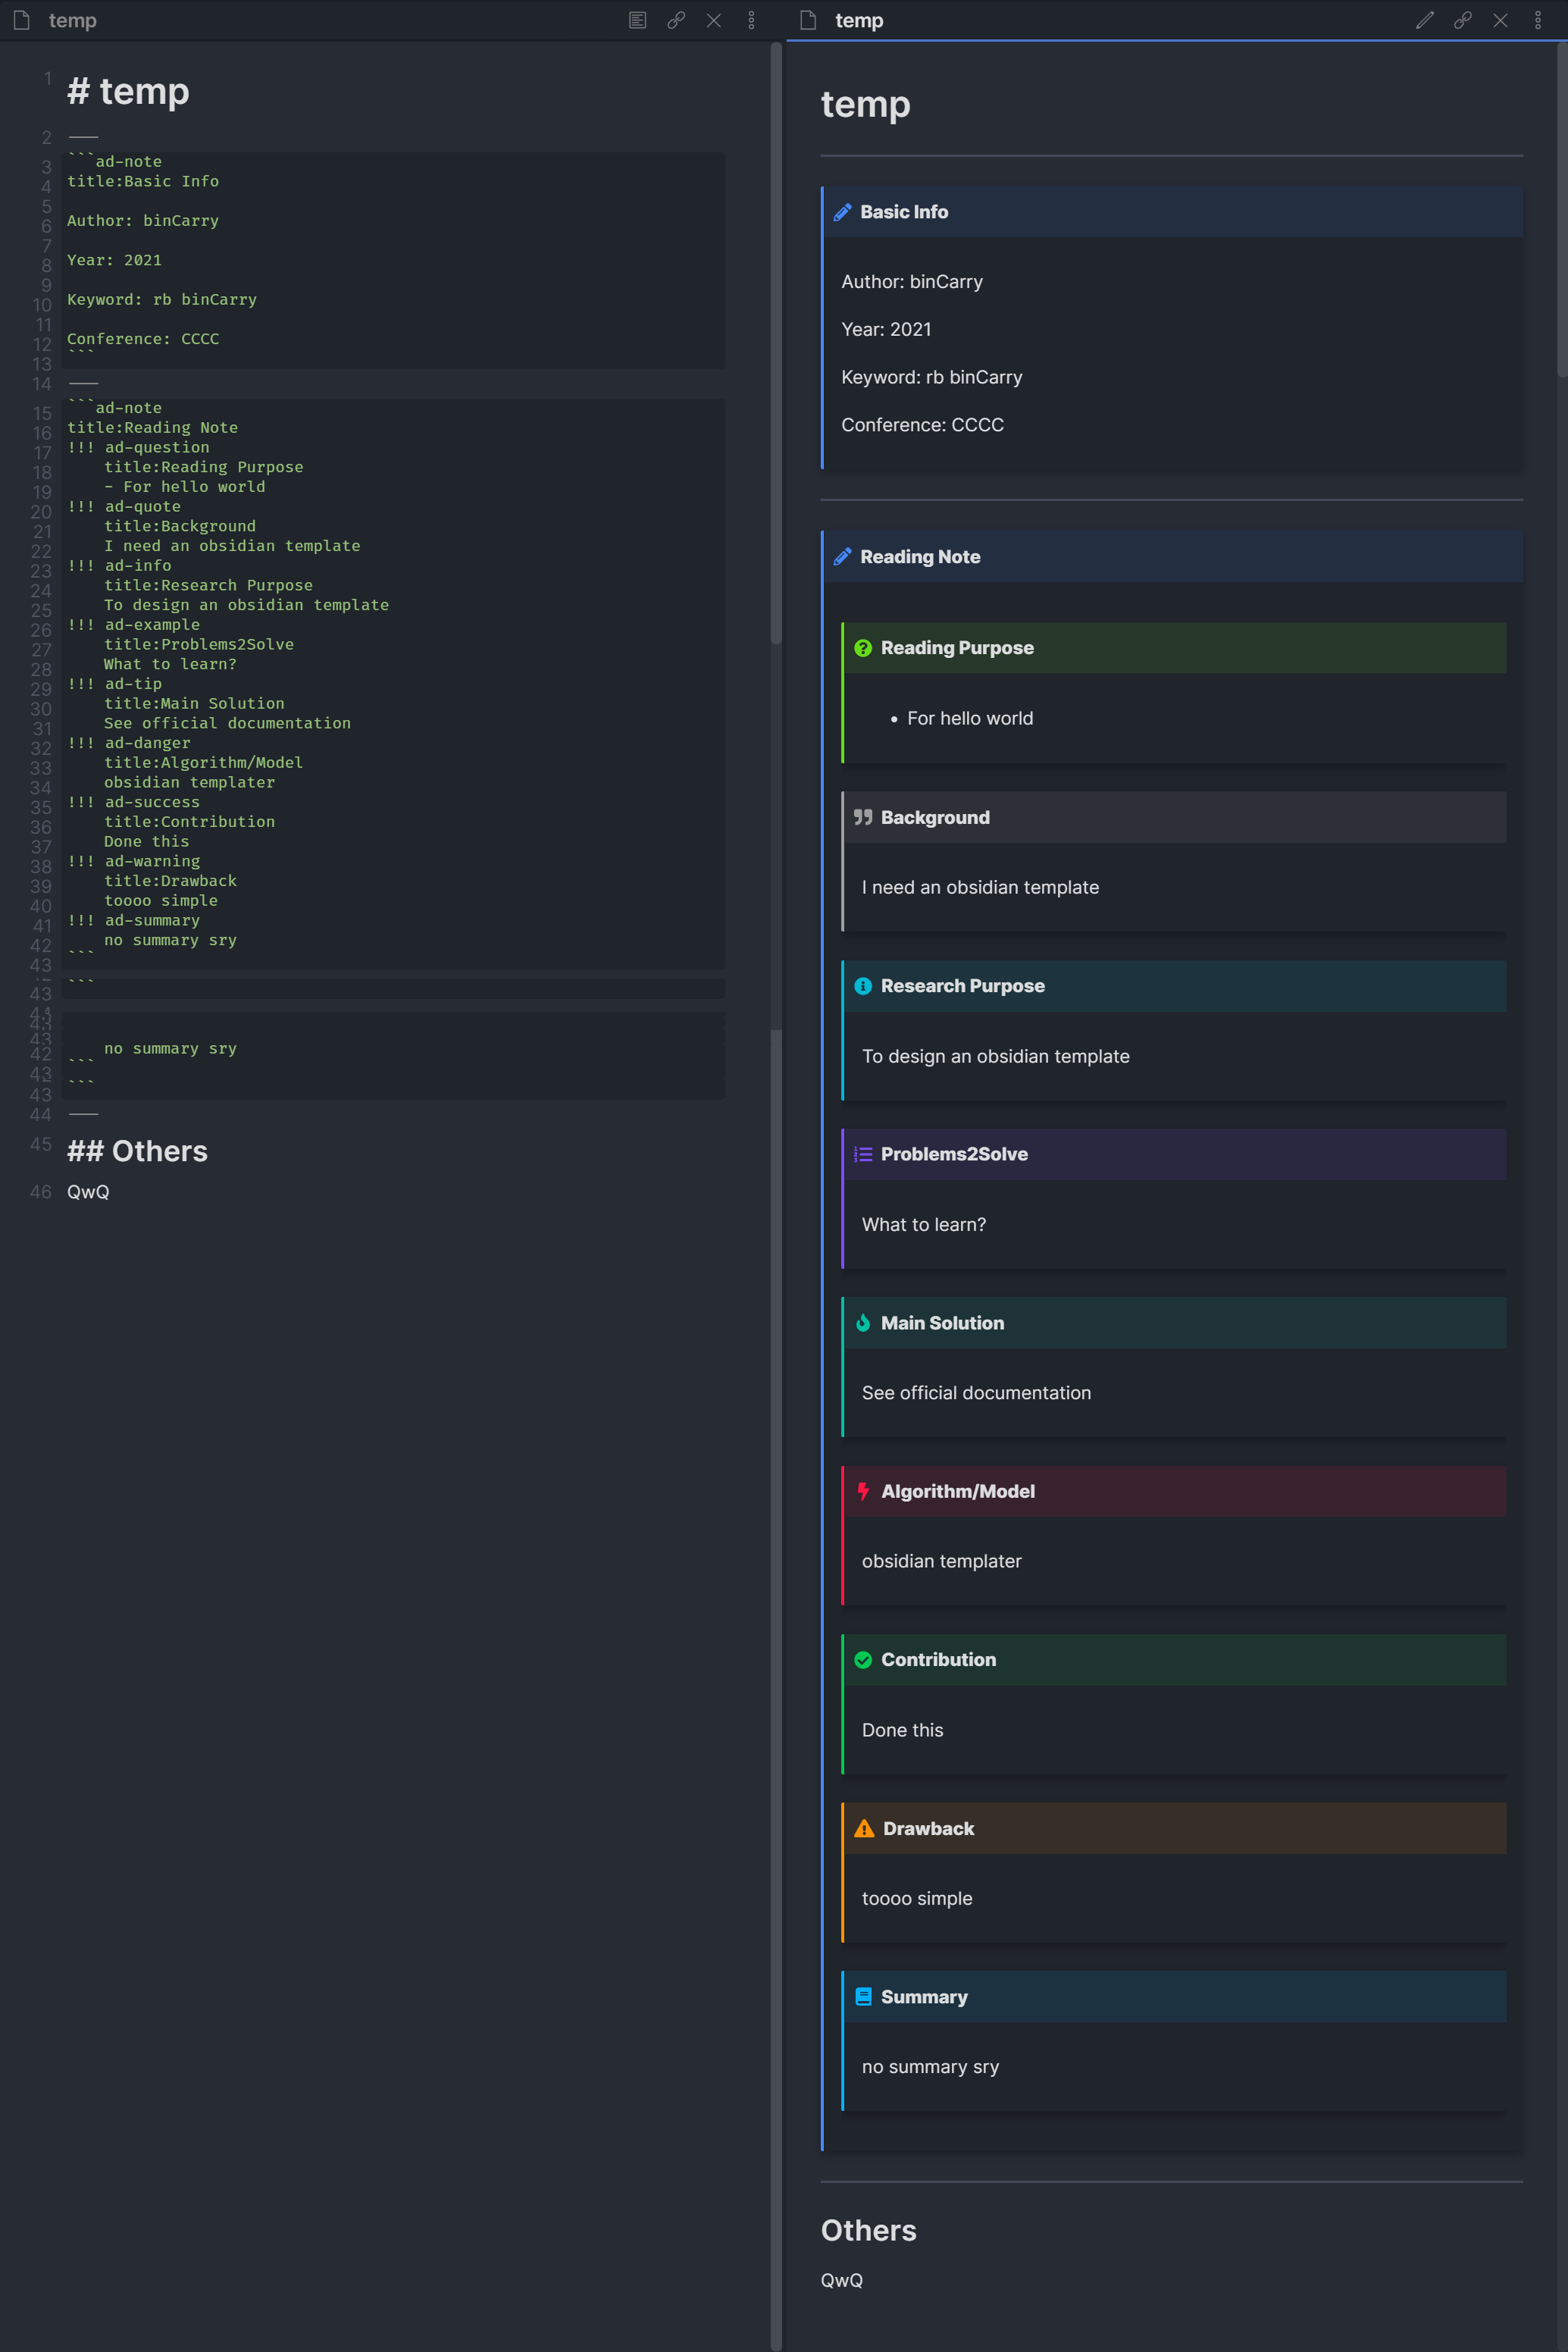 temp
1 # temp
2 ---
3 ```ad-note
4 title:Basic Info
5
6 Author: binCarry
7
8 Year: 2021
9
10 Keyword: rb binCarry
11
12 Conference: CCCC
13 ```
14 ---
15 ```ad-note
16 title:Reading Note
17 !!! ad-question
18 title:Reading Purpose
19 - For hello world
20 !!! ad-quote
21 title:Background
22 I need an obsidian template
23 !!! ad-info
24 title:Research Purpose
25 To design an obsidian template
26 !!! ad-example
27 title:Problems2Solve
28 What to learn?
29 !!! ad-tip
30 title:Main Solution
31 See official documentation
32 !!! ad-danger
33 title:Algorithm/Model
34 obsidian templater
35 !!! ad-success
36 title:Contribution
37 Done this
38 !!! ad-warning
39 title:Drawback
40 toooo simple
41 !!! ad-summary
42 no summary sry
43 ```
43 ```
43
42 no summary sry
43 ```
43 ```
44 ---
45 ## Others
46 QwQ
temp
temp
Basic Info
Author: binCarry
Year: 2021
Keyword: rb binCarry
Conference: CCCC
Reading Note
Reading Purpose
• For hello world
Background
I need an obsidian template
Research Purpose
To design an obsidian template
Problems2Solve
What to learn?
Main Solution
See official documentation
Algorithm/Model
obsidian templater
Contribution
Done this
Drawback
toooo simple
Summary
no summary sry
Others
QwQ